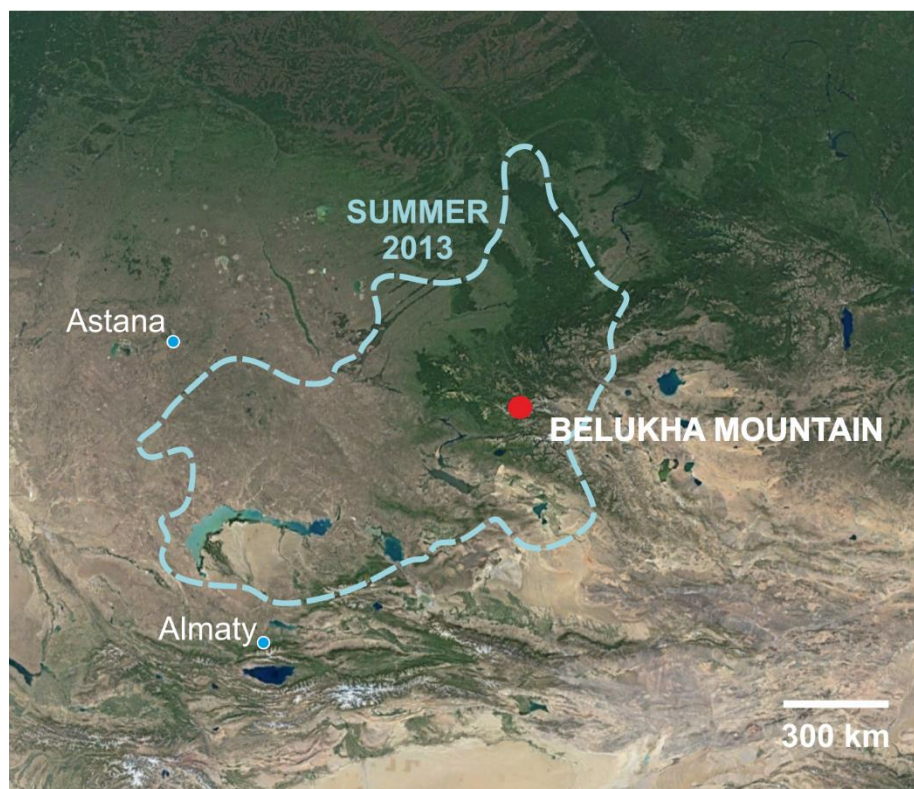 SUMMER
2013
Astana
BELUKHA MOUNTAIN
Almaty
300 km